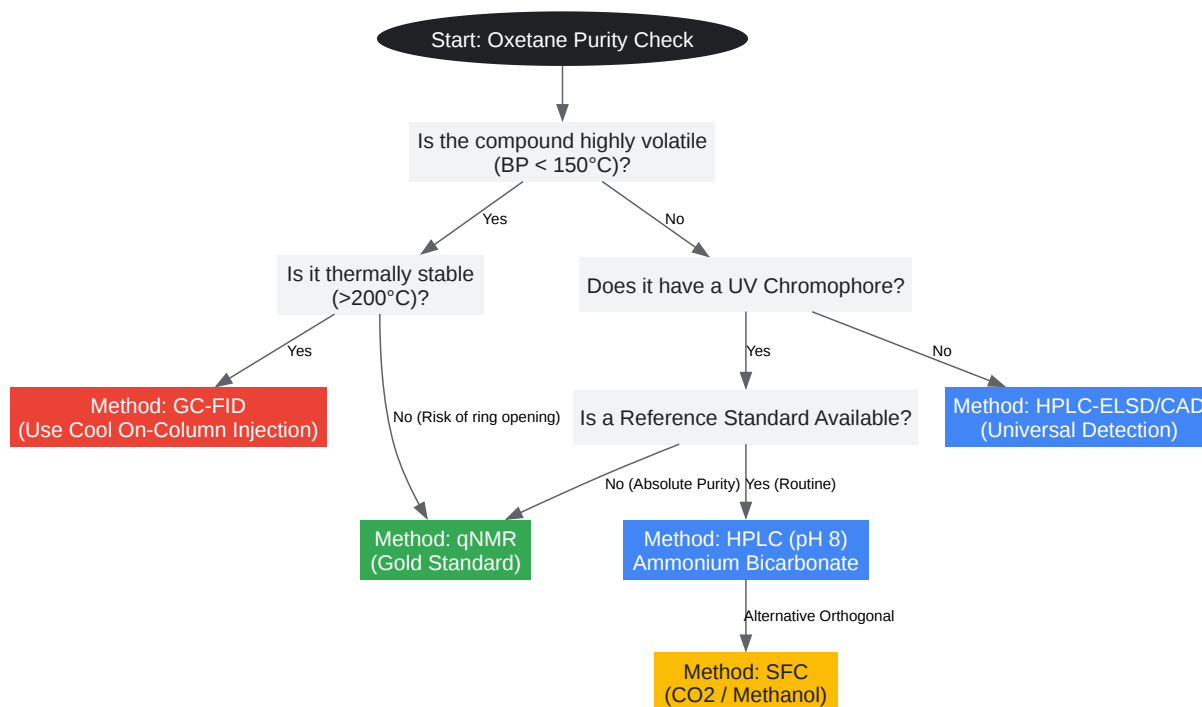 Start: Oxetane Purity Check
Is the compound highly volatile
(BP < 150°C)?
Yes
No
Is it thermally stable
(>200°C)?
Does it have a UV Chromophore?
Yes
Yes
No
Method: GC-FID
(Use Cool On-Column Injection)
No (Risk of ring opening)
Is a Reference Standard Available?
Method: HPLC-ELSD/CAD
(Universal Detection)
No (Absolute Purity)
Yes (Routine)
Method: qNMR
(Gold Standard)
Method: HPLC (pH 8)
Ammonium Bicarbonate
Alternative Orthogonal
Method: SFC
(CO2 / Methanol)